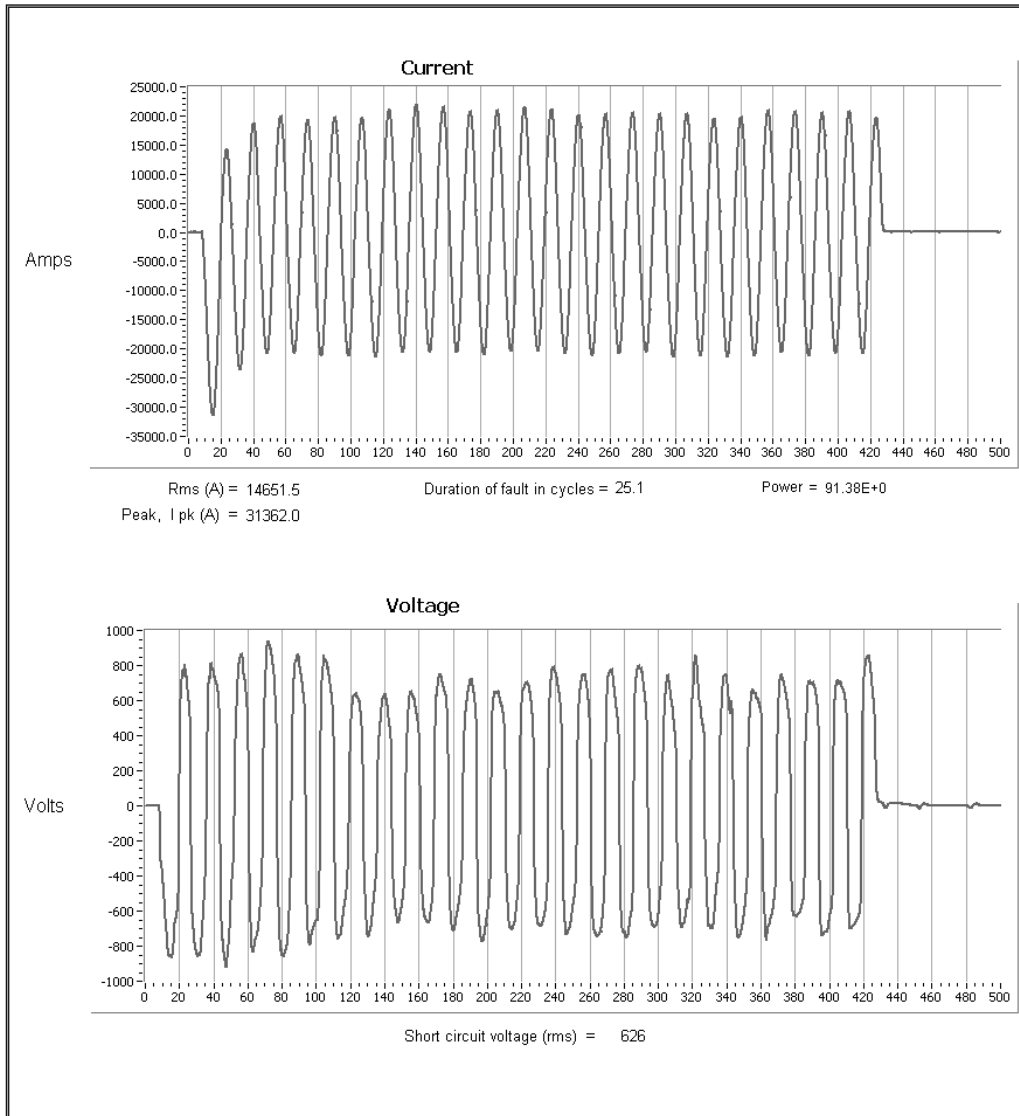 Current
25000.0
20000.0
15000.0
10000.0
5000.0
0.0
-5000.0
-10000.0
-15000.0
-20000.0
-25000.0
-30000.0
-35000.0
Amps
0 20 40 60 80 100 120 140 160 180 200 220 240 260 280 300 320 340 360 380 400 420 440 460 480 500
Rms (A) = 14651.5 Duration of fault in cycles = 25.1 Power = 91.38E+0
Peak, I pk (A) = 31362.0
Voltage
1000
800
600
400
200
0
-200
-400
-600
-800
-1000
Volts
0 20 40 60 80 100 120 140 160 180 200 220 240 260 280 300 320 340 360 380 400 420 440 460 480 500
Short circuit voltage (rms) = 626